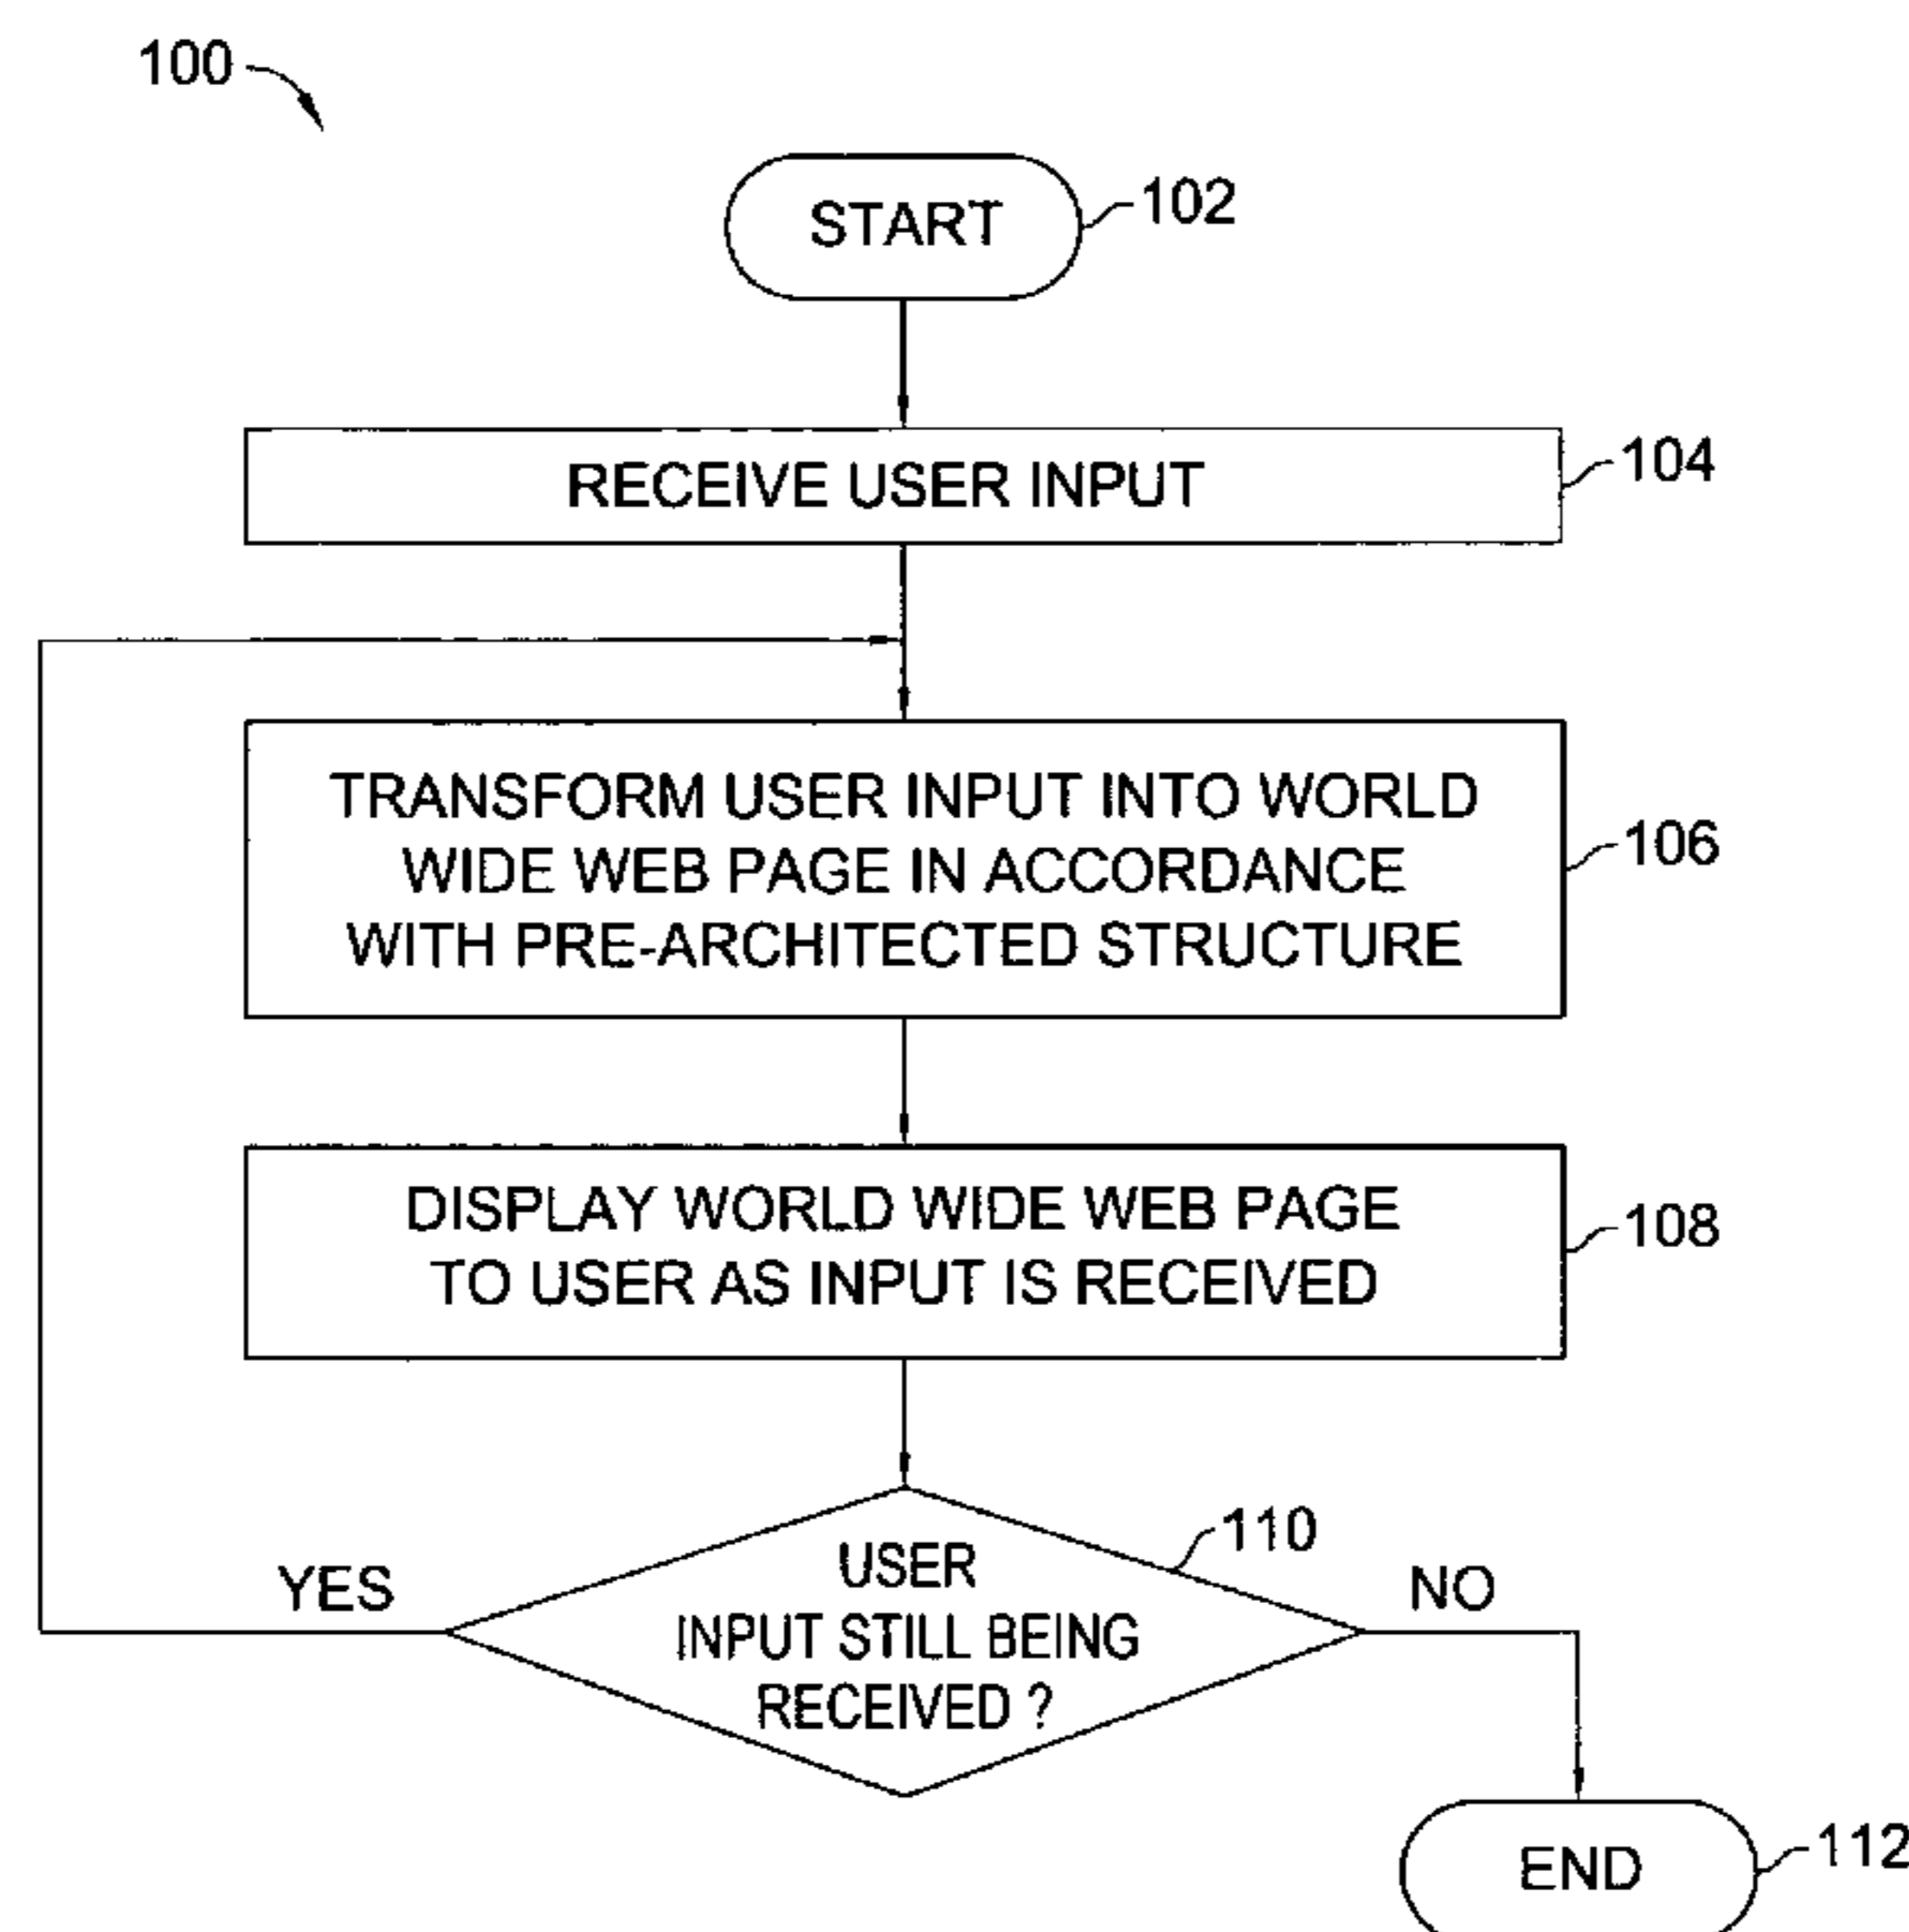 100
START
102
RECEIVE USER INPUT
104
TRANSFORM USER INPUT INTO WORLD
WIDE WEB PAGE IN ACCORDANCE
WITH PRE-ARCHITECTED STRUCTURE
106
DISPLAY WORLD WIDE WEB PAGE
TO USER AS INPUT IS RECEIVED
108
110
USER
INPUT STILL BEING
RECEIVED ?
YES
NO
END
112